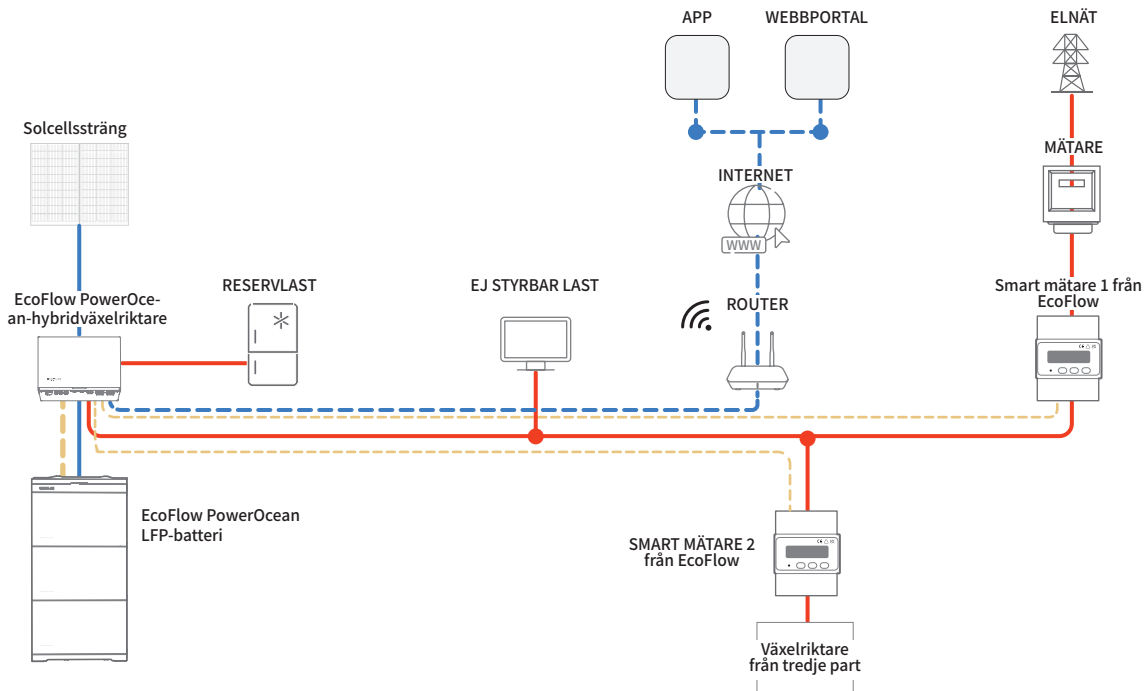 APP
WEBBPORTAL
ELNÄT
Solcellssträng
MÄTARE
INTERNET
WWW
EcoFlow PowerOce-
an-hybridväxelriktare
RESERVLAST
EJ STYRBAR LAST
ROUTER
Smart mätare 1 från
EcoFlow
EcoFlow PowerOcean
LFP-batteri
SMART MÄTARE 2
från EcoFlow
Växelriktare
från tredje part